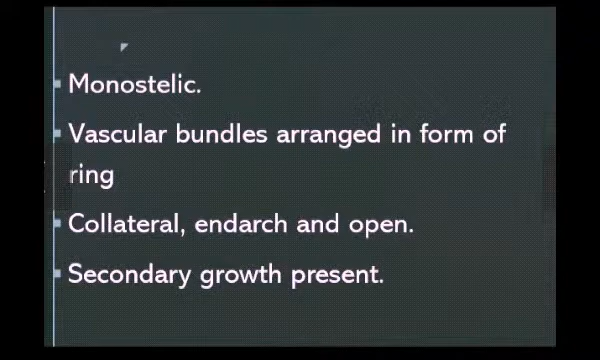 Monostelic.
Vascular bundles arranged in form of
ring
Collateral, endarch and open.
Secondary growth present.